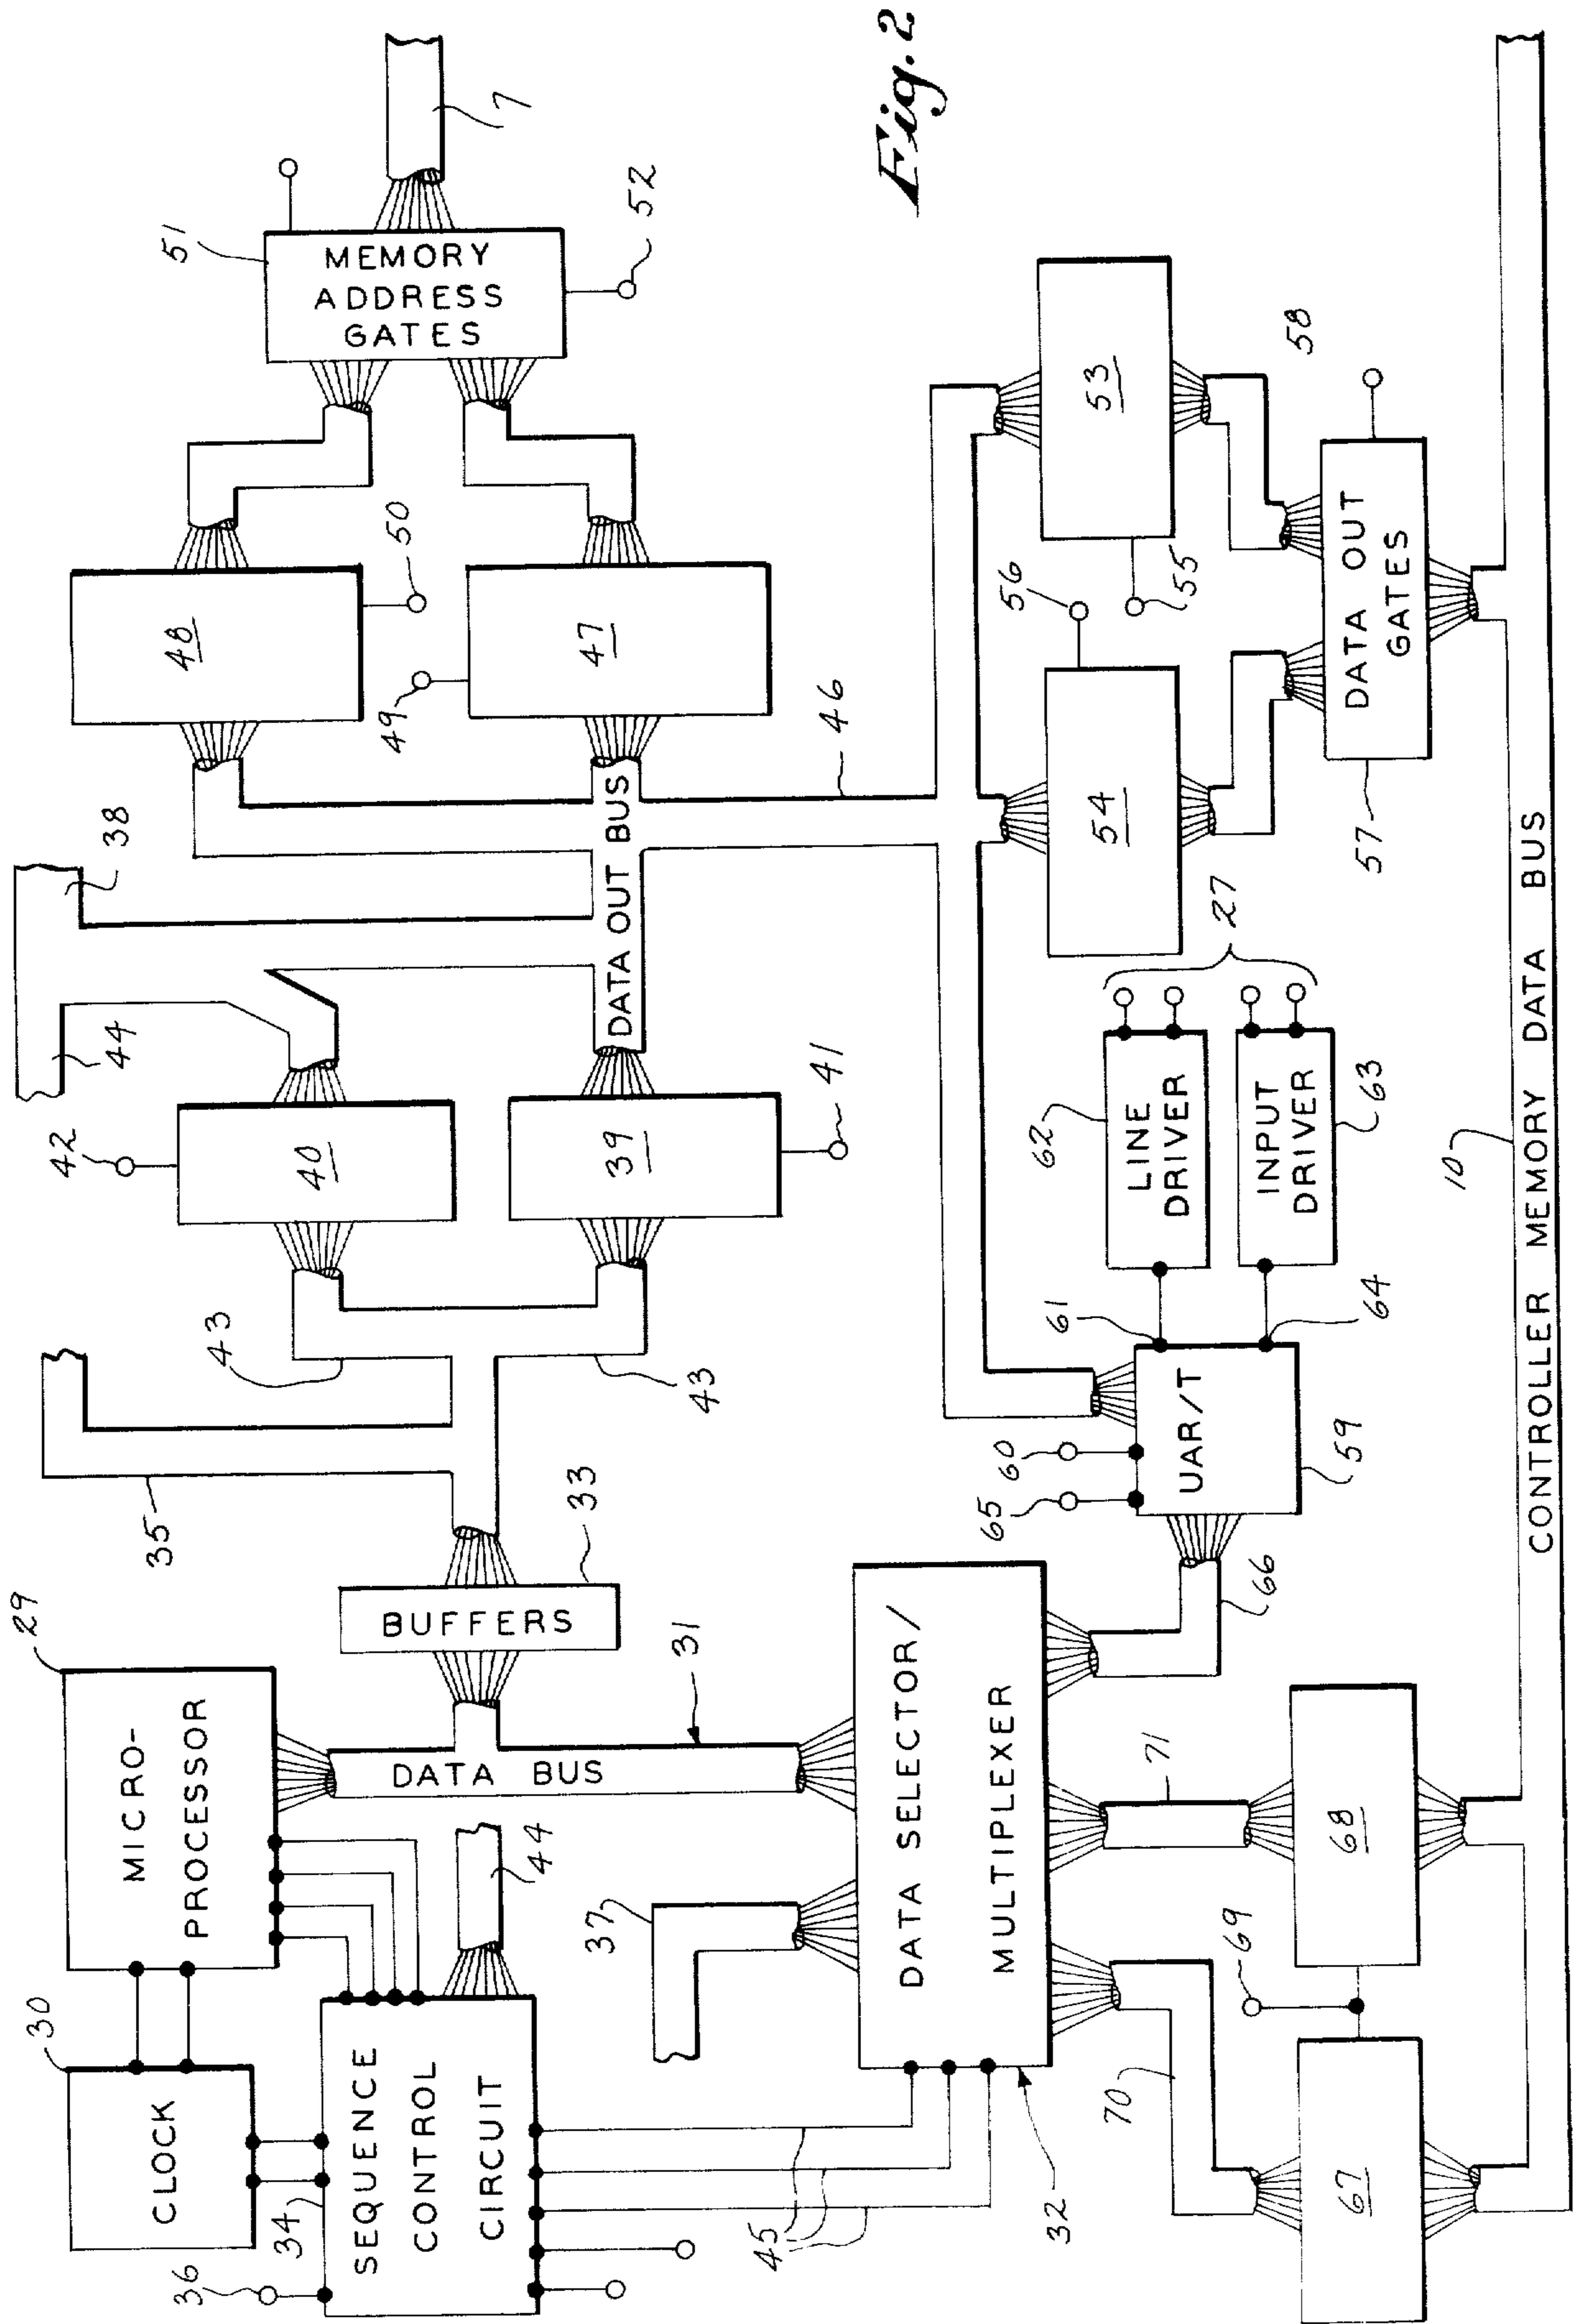 Fig. 2
29
MICRO-
PROCESSOR
30
CLOCK
34
36
SEQUENCE
CONTROL
CIRCUIT
44
45
DATA BUS
31
BUFFERS
33
35
43
43
42
40
39
41
44
38
DATA OUT BUS
48
50
49
47
46
51
MEMORY
ADDRESS
GATES
52
7
37
DATA SELECTOR/
MULTIPLEXER
32
65
60
61
UAR/T
59
64
66
62
LINE
DRIVER
27
INPUT
DRIVER
63
54
56
53
55
DATA OUT
GATES
57
58
70
71
69
67
68
10
CONTROLLER MEMORY DATA BUS